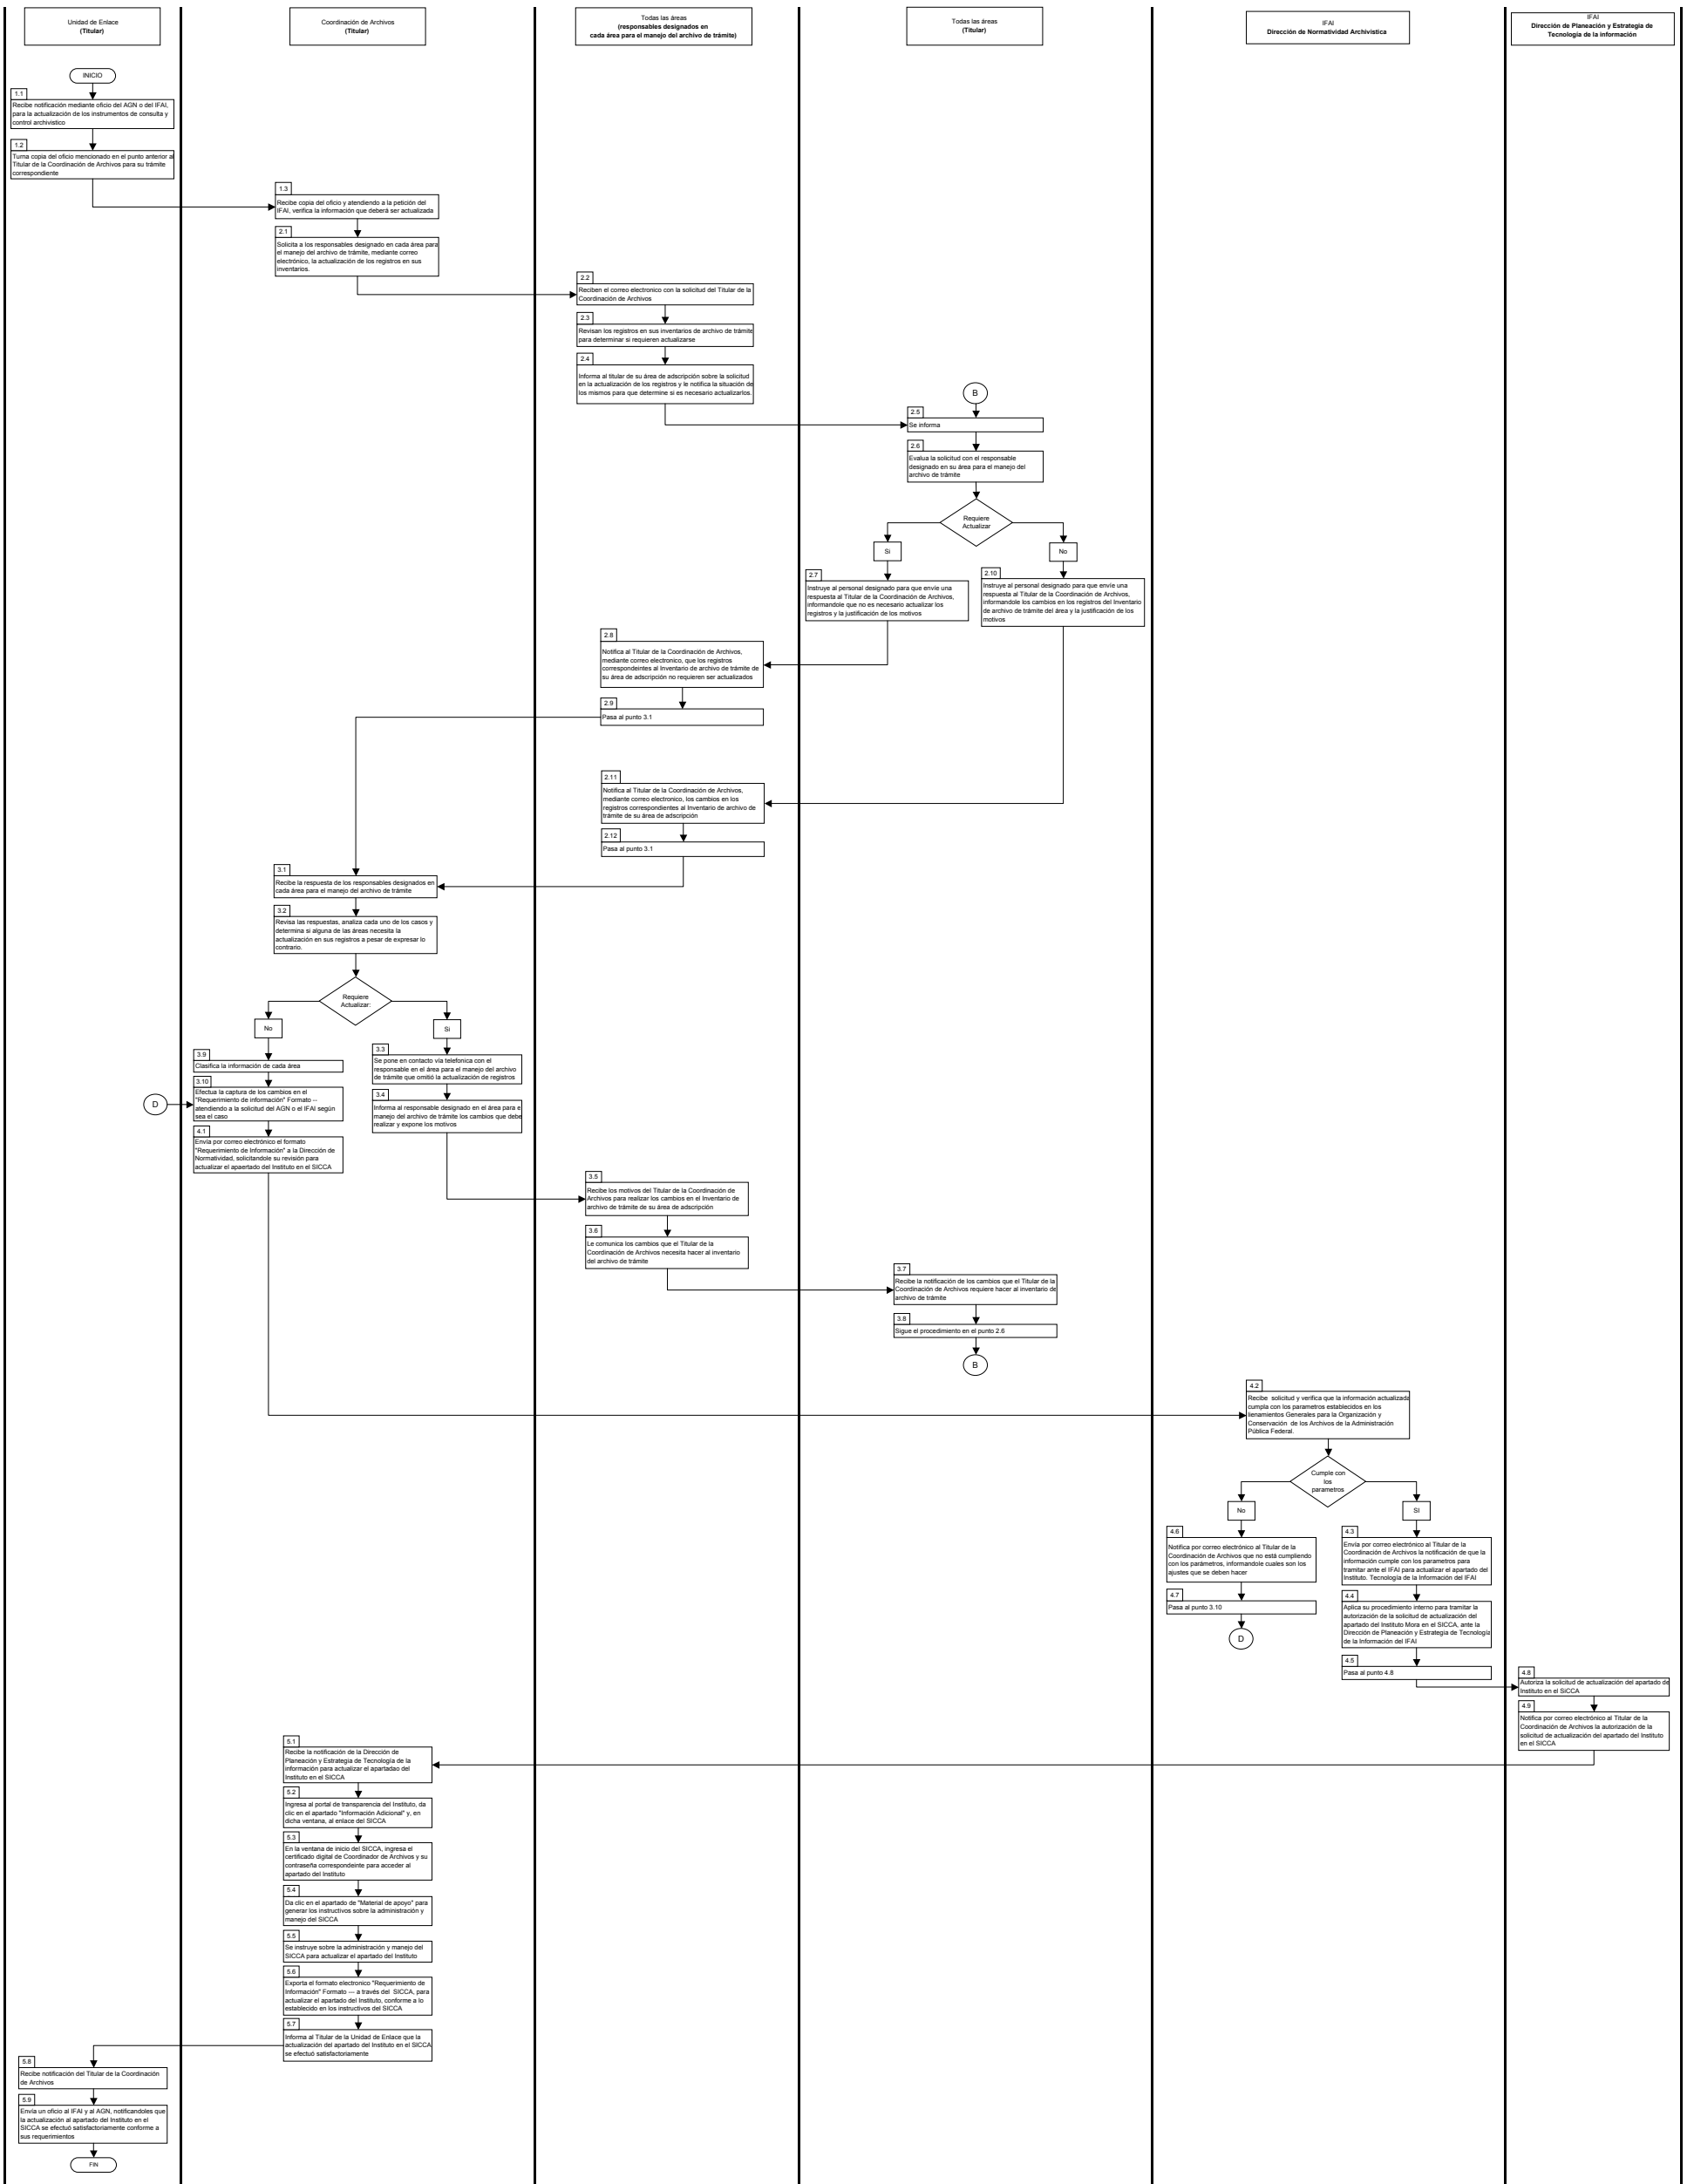 Unidad de Enlace
(Titular)
Coordinación de Archivos
(Titular)
Todas las áreas
(responsables designados en
cada área para el manejo del archivo de trámite)
Todas las áreas
(Titular)
IFAI
Dirección de Normatividad Archivística
IFAI
Dirección de Planeación y Estrategia de
Tecnología de la información
INICIO
1.1
Recibe notificación mediante oficio del AGN o del IFAI,
para la actualización de los instrumentos de consulta y
control archivistico
1.2
Turna copia del oficio mencionado en el punto anterior al
Titular de la Coordinación de Archivos para su trámite
correspondiente
1.3
Recibe copia del oficio y atendiendo a la petición del
IFAI, verifica la información que deberá ser actualizada
2.1
Solicita a los responsables designado en cada área para
el manejo del archivo de trámite, mediante correo
electrónico, la actualización de los registros en sus
inventarios.
2.2
Reciben el correo electronico con la solicitud del Titular de la
Coordinación de Archivos
2.3
Revisan los registros en sus inventarios de archivo de trámite
para determinar si requieren actualizarse
2.4
Informa al titular de su área de adscripción sobre la solicitud
en la actualización de los registros y le notifica la situación de
los mismos para que determine si es necesario actualizarlos.
B
2.5
Se informa
2.6
Evalua la solicitud con el responsable
designado en su área para el manejo del
archivo de trámite
Requiere
Actualizar
Si
No
2.7
Instruye al personal designado para que envíe una
respuesta al Titular de la Coordinación de Archivos,
informandole que no es necesario actualizar los
registros y la justificación de los motivos
2.10
Instruye al personal designado para que envíe una
respuesta al Titular de la Coordinación de Archivos,
informandole los cambios en los registros del Inventario
de archivo de trámite del área y la justificación de los
motivos
2.8
Notifica al Titular de la Coordinación de Archivos,
mediante correo electronico, que los registros
correspondeintes al Inventario de archivo de trámite de
su área de adscripción no requieren ser actualizados
2.9
Pasa al punto 3.1
2.11
Notifica al Titular de la Coordinación de Archivos,
mediante correo electronico, los cambios en los
registros correspondientes al Inventario de archivo de
trámite de su área de adscripción
2.12
Pasa al punto 3.1
3.1
Recibe la respuesta de los responsables designados en
cada área para el manejo del archivo de trámite
3.2
Revisa las respuestas, analiza cada uno de los casos y
determina si alguna de las áreas necesita la
actualización en sus registros a pesar de expresar lo
contrario.
Requiere
Actualizar:
No
Si
3.9
Clasifica la información de cada área
3.10
Efectua la captura de los cambios en el
"Requerimiento de información" Formato --
atendiendo a la solicitud del AGN o el IFAI según
sea el caso
D
4.1
Envía por correo electrónico el formato
"Requerimiento de Información" a la Dirección de
Normatividad, solicitandole su revisión para
actualizar el apaertado del Instituto en el SICCA
3.3
Se pone en contacto vía telefonica con el
responsable en el área para el manejo del archivo
de trámite que omitió la actualización de registros
3.4
Informa al responsable designado en el área para e
manejo del archivo de trámite los cambios que debe
realizar y expone los motivos
3.5
Recibe los motivos del Titular de la Coordinación de
Archivos para realizar los cambios en el Inventario de
archivo de trámite de su área de adscripción
3.6
Le comunica los cambios que el Titular de la
Coordinación de Archivos necesita hacer al inventario
del archivo de trámite
3.7
Recibe la notificación de los cambios que el Titular de la
Coordinación de Archivos requiere hacer al inventario de
archivo de trámite
3.8
Sigue el procedimiento en el punto 2.6
B
4.2
Recibe solicitud y verifica que la información actualizada
cumpla con los parametros establecidos en los
lienamientos Generales para la Organización y
Conservación de los Archivos de la Administración
Pública Federal.
Cumple con
los
parametros
No
SI
4.6
Notifica por correo electrónico al Titular de la
Coordinación de Archivos que no está cumpliendo
con los parámetros, informandole cuales son los
ajustes que se deben hacer
4.7
Pasa al punto 3.10
D
4.3
Envía por correo electrónico al Titular de la
Coordinación de Archivos la notificación de que la
información cumple con los parametros para
tramitar ante el IFAI para actualizar el apartado del
Instituto. Tecnología de la Información del IFAI
4.4
Aplica su procedimiento interno para tramitar la
autorización de la solicitud de actualización del
apartado del Instituto Mora en el SICCA, ante la
Dirección de Planeación y Estrategia de Tecnología
de la Información del IFAI
4.5
Pasa al punto 4.8
4.8
Autoriza la solicitud de actualización del apartado de
Instituto en el SiCCA
4.9
Notifica por correo electrónico al Titular de la
Coordinación de Archivos la autorización de la
solicitud de actualización del apartado del Instituto
en el SICCA
5.1
Recibe la notificación de la Dirección de
Planeación y Estrategia de Tecnología de la
información para actualizar el apartadao del
Instituto en el SICCA
5.2
Ingresa al portal de transparencia del Instituto, da
clic en el apartado "Información Adicional" y, en
dicha ventana, al enlace del SICCA
5.3
En la ventana de inicio del SICCA, ingresa el
certificado digital de Coordinador de Archivos y su
contraseña correspondeinte para acceder al
apartado del Instituto
5.4
Da clic en el apartado de "Material de apoyo" para
generar los instructivos sobre la administración y
manejo del SICCA
5.5
Se instruye sobre la administración y manejo del
SICCA para actualizar el apartado del Instituto
5.6
Exporta el formato electronico "Requerimiento de
Información" Formato --- a través del SICCA, para
actualizar el apartado del Instituto, conforme a lo
establecido en los instructivos del SICCA
5.7
Informa al Titular de la Unidad de Enlace que la
actualización del apartado del Instituto en el SICCA
se efectuó satisfactoriamente
5.8
Recibe notificación del Titular de la Coordinación
de Archivos
5.9
Envía un oficio al IFAI y al AGN, notificandoles que
la actualización al apartado del Instituto en el
SICCA se efectuó satisfactoriamente conforme a
sus requerimientos
FIN